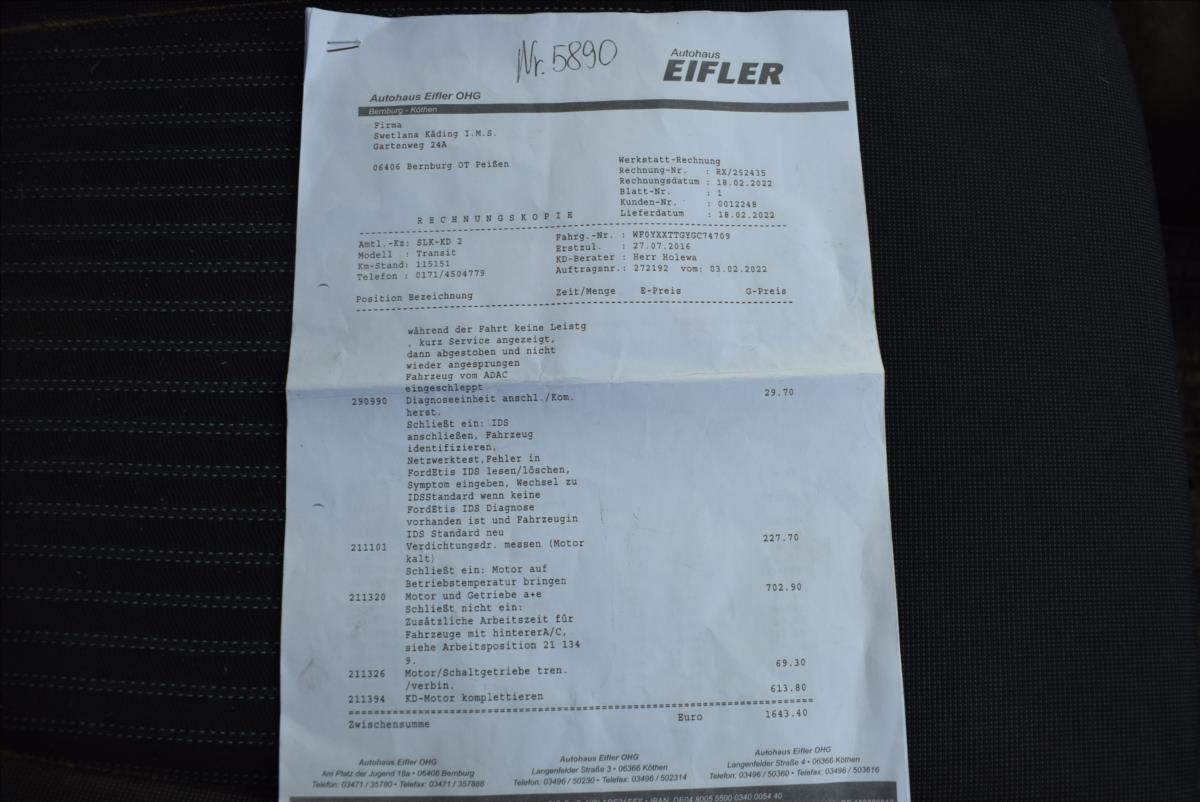 Nr. 5890
Autohaus
EIFLER
Autohaus Eifler OHG
Bernburg - Köthen
Firma
Swetlana Käding I.M.S.
Gartenweg 24A
06406 Bernburg OT Peißen
Werkstatt-Rechnung
Rechnung-Nr. : RX/252435
Rechnungsdatum : 18.02.2022
Blatt-Nr. : 1
Kunden-Nr. : 0012248
Lieferdatum : 18.02.2022
R E C H N U N G S K O P I E
Amtl.-Kz: SLK-KD 2 Fahrg.-Nr. : WF0YXXTTGYGC74709
Modell : Transit Erstzul. : 27.07.2016
Km-Stand: 115151 KD-Berater : Herr Holewa
Telefon : 0171/4504779 Auftragsnr.: 272192 vom: 03.02.2022
Position Bezeichnung Zeit/Menge E-Preis G-Preis
während der Fahrt keine Leistg
, kurz Service angezeigt,
dann abgestoben und nicht
wieder angesprungen
Fahrzeug vom ADAC
eingeschleppt
290990 Diagnoseeinheit anschl./Kom. 29.70
herst.
Schließt ein: IDS
anschließen, Fahrzeug
identifizieren,
Netzwerktest,Fehler in
FordEtis IDS lesen/löschen,
Symptom eingeben, Wechsel zu
IDSStandard wenn keine
FordEtis IDS Diagnose
vorhanden ist und Fahrzeugin
IDS Standard neu
211101 Verdichtungsdr. messen (Motor 227.70
kalt)
Schließt ein: Motor auf
Betriebstemperatur bringen
211320 Motor und Getriebe a+e 702.90
Schließt nicht ein:
Zusätzliche Arbeitszeit für
Fahrzeuge mit hintererA/C,
siehe Arbeitsposition 21 134
9.
211326 Motor/Schaltgetriebe tren. 69.30
/verbin.
211394 KD-Motor komplettieren 613.80
Zwischensumme Euro 1643.40
Autohaus Eifler OHG
Am Platz der Jugend 18a • 06406 Bernburg
Telefon: 03471 / 35780 • Telefax: 03471 / 357888
Autohaus Eifler OHG
Langenfelder Straße 3 • 06366 Köthen
Telefon: 03496 / 50230 • Telefax: 03496 / 502314
Autohaus Eifler OHG
Langenfelder Straße 4 • 06366 Köthen
Telefon: 03496 / 50360 • Telefax: 03496 / 503616